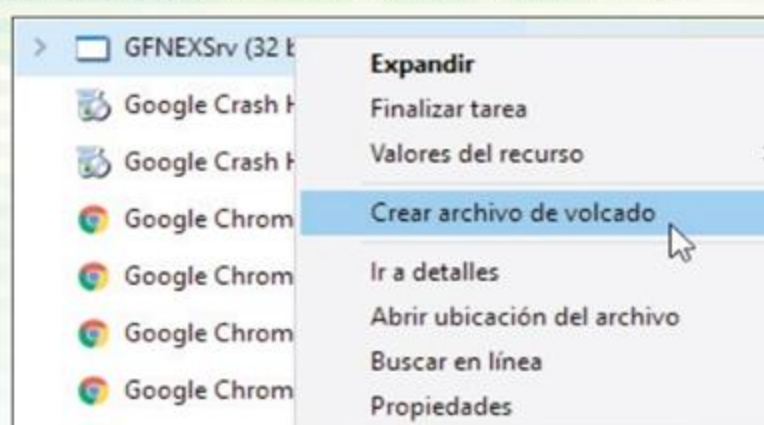 GFNEXSrv (32 b
Google Crash H
Google Crash H
Google Chrom
Google Chrom
Google Chrom
Google Chrom
Expandir
Finalizar tarea
Valores del recurso
Crear archivo de volcado
Ir a detalles
Abrir ubicación del archivo
Buscar en línea
Propiedades